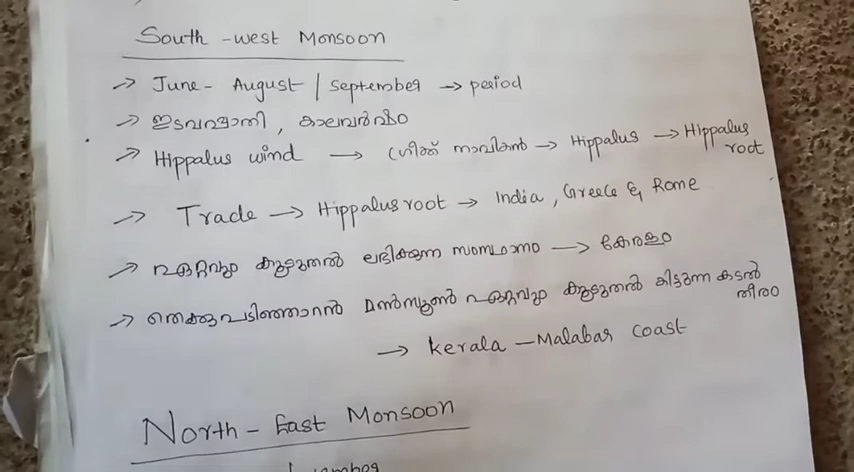 South - west Monsoon
→ June - August / September → period
→ ഇടവപ്പാതി, കാലവർഷം
→ Hippalus wind → ഗ്രീക്ക് നാവികൻ → Hippalus → Hippalus root
→ Trade → Hippalus root → India, Greece & Rome
→ ഏറ്റവും കൂടുതൽ ലഭിക്കുന്ന സംസ്ഥാനം → കേരളം
→ തെക്കുപടിഞ്ഞാറൻ മൺസൂൺ ഏറ്റവും കൂടുതൽ കിട്ടുന്ന കടൽ തീരം
→ Kerala - Malabar Coast
North - East Monsoon